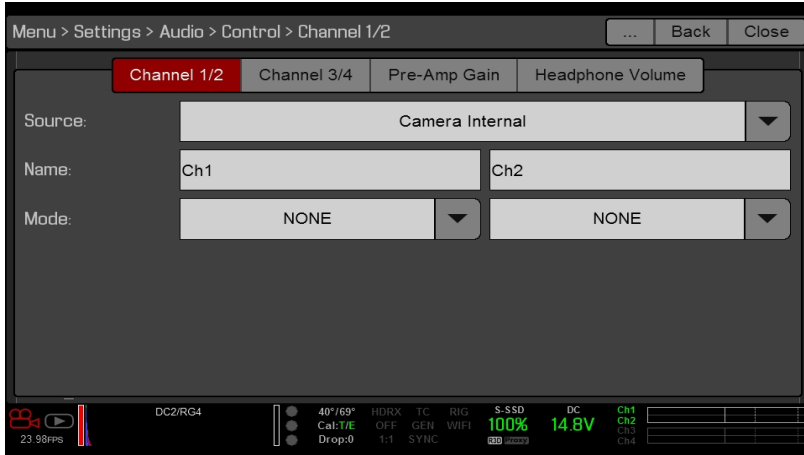 Menu > Settings > Audio > Control > Channel 1/2 ... Back Close
Channel 1/2 Channel 3/4 Pre-Amp Gain Headphone Volume
Source: Camera Internal
Name: Ch1 Ch2
Mode: NONE NONE
DC2/RG4 40°/69° HDRX TC RIG S-SSD DC Ch1
Cal:T/E OFF GEN WIFI 100% 14.8V Ch2
23.98FPS Drop:0 1:1 SYNC R3D Proxy Ch3
Ch4